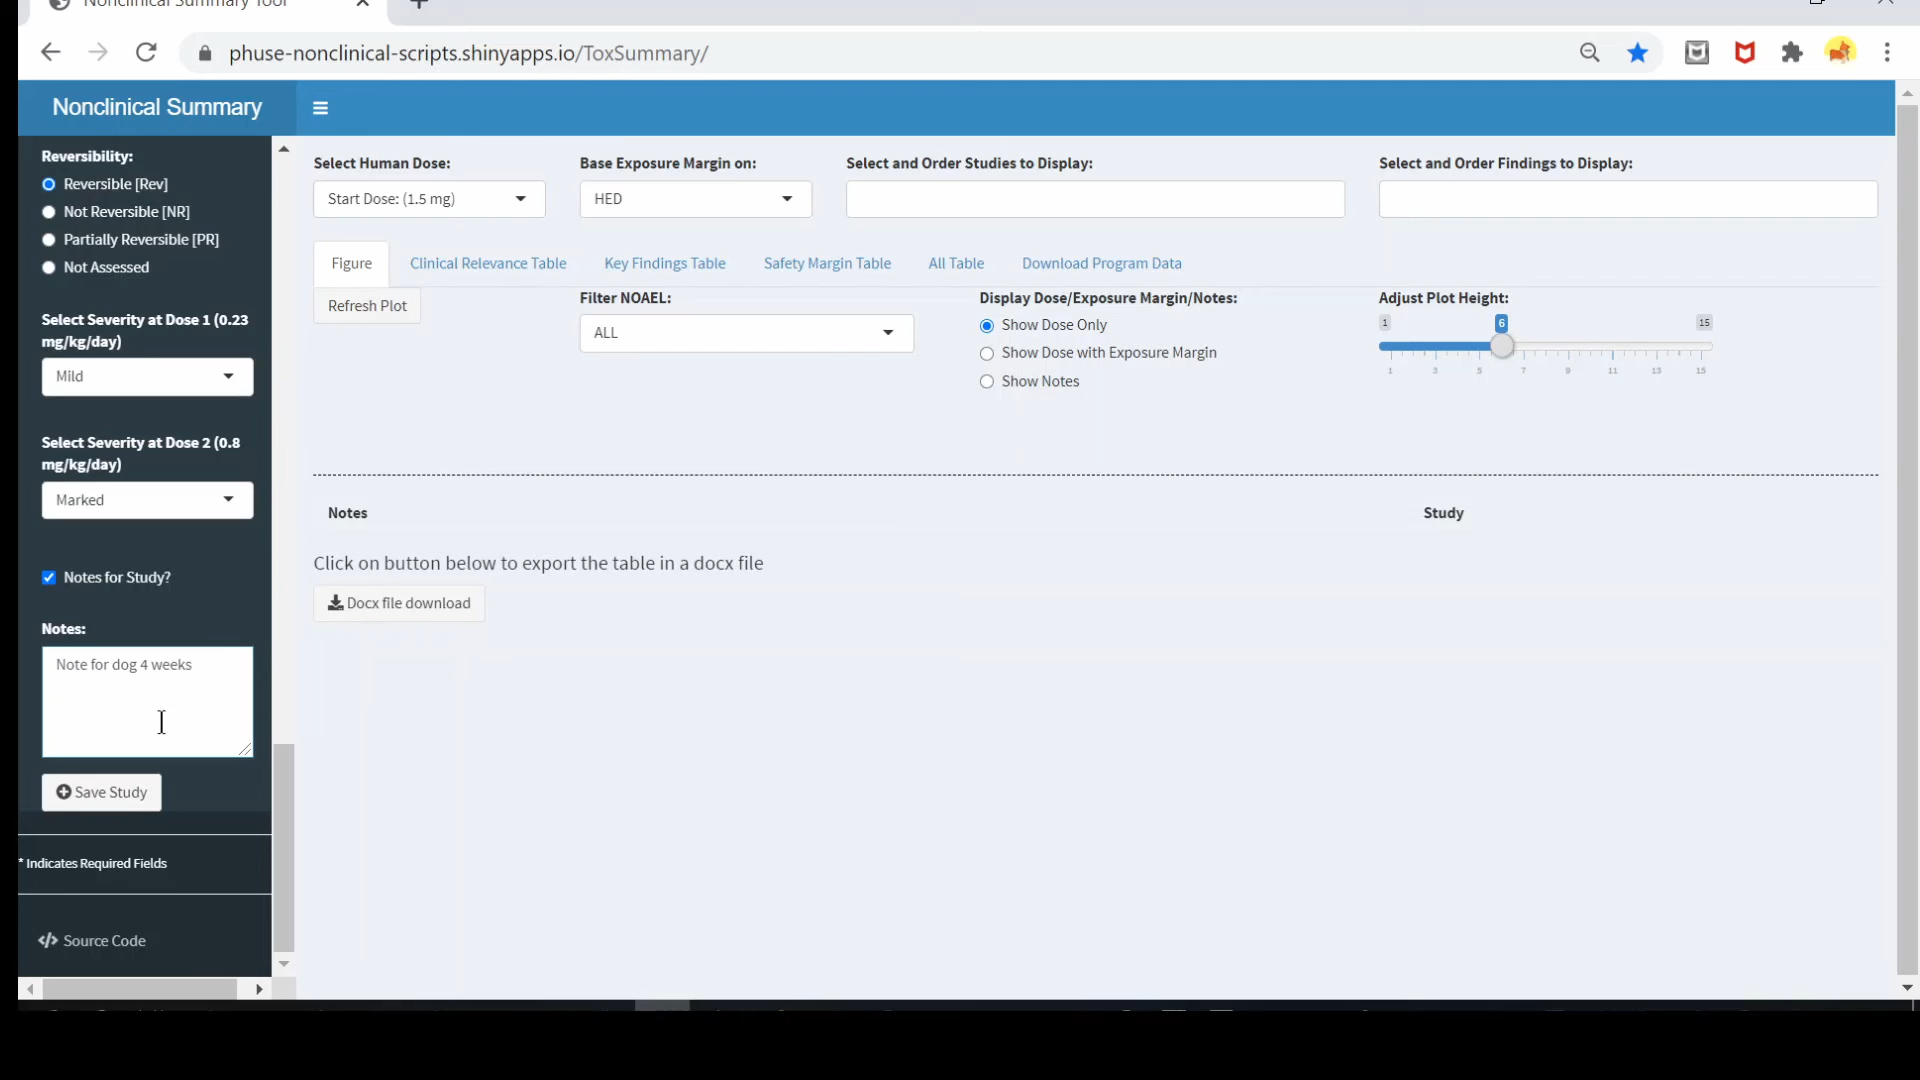 Nonclinical Summary Tool
phuse-nonclinical-scripts.shinyapps.io/ToxSummary/
Nonclinical Summary
Reversibility:
Reversible [Rev]
Not Reversible [NR]
Partially Reversible [PR]
Not Assessed
Select Severity at Dose 1 (0.23
mg/kg/day)
Mild
Select Severity at Dose 2 (0.8
mg/kg/day)
Marked
Notes for Study?
Notes:
Note for dog 4 weeks
Save Study
* Indicates Required Fields
</> Source Code
Select Human Dose:
Start Dose: (1.5 mg)
Base Exposure Margin on:
HED
Select and Order Studies to Display:
Select and Order Findings to Display:
Figure
Clinical Relevance Table
Key Findings Table
Safety Margin Table
All Table
Download Program Data
Refresh Plot
Filter NOAEL:
ALL
Display Dose/Exposure Margin/Notes:
Show Dose Only
Show Dose with Exposure Margin
Show Notes
Adjust Plot Height:
1 6 15
1 3 5 7 9 11 13 15
Notes
Study
Click on button below to export the table in a docx file
Docx file download